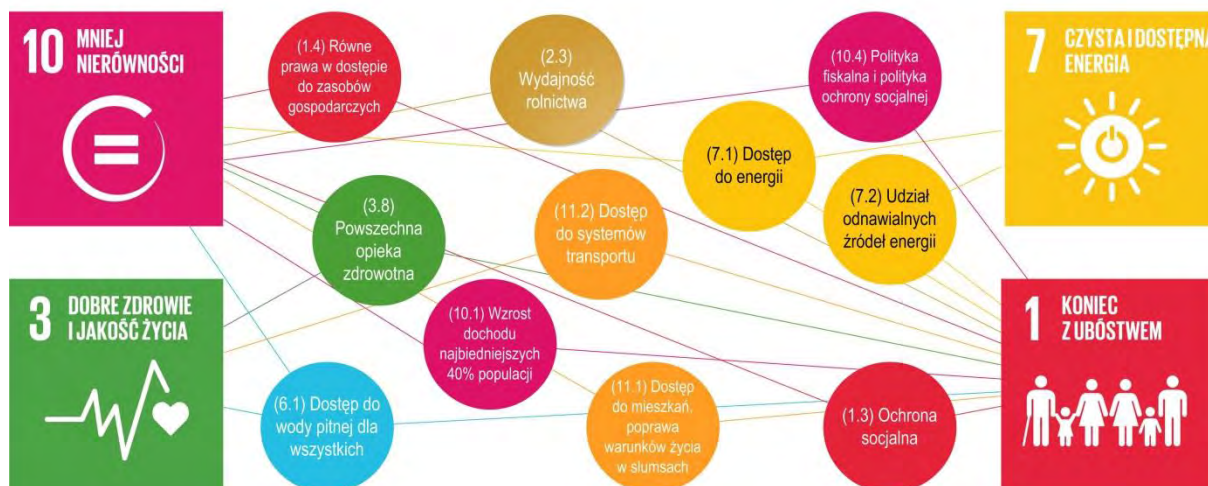 10 MNIEJ
NIERÓWNOŚCI
(1.4) Równe
prawa w dostępie
do zasobów
gospodarczych
(2.3)
Wydajność
rolnictwa
(10.4) Polityka
fiskalna i polityka
ochrony socjalnej
7 CZYSTA I DOSTĘPNA
ENERGIA
(7.1) Dostęp
do energii
(7.2) Udział
odnawialnych
źródeł energii
(3.8)
Powszechna
opieka
zdrowotna
(11.2) Dostęp
do systemów
transportu
3 DOBRE ZDROWIE
I JAKOŚĆ ŻYCIA
(10.1) Wzrost
dochodu
najbiedniejszych
40% populacji
1 KONIEC
Z UBÓSTWEM
(6.1) Dostęp do
wody pitnej dla
wszystkich
(11.1) Dostęp
do mieszkań,
poprawa
warunków życia
w slumsach
(1.3) Ochrona
socjalna